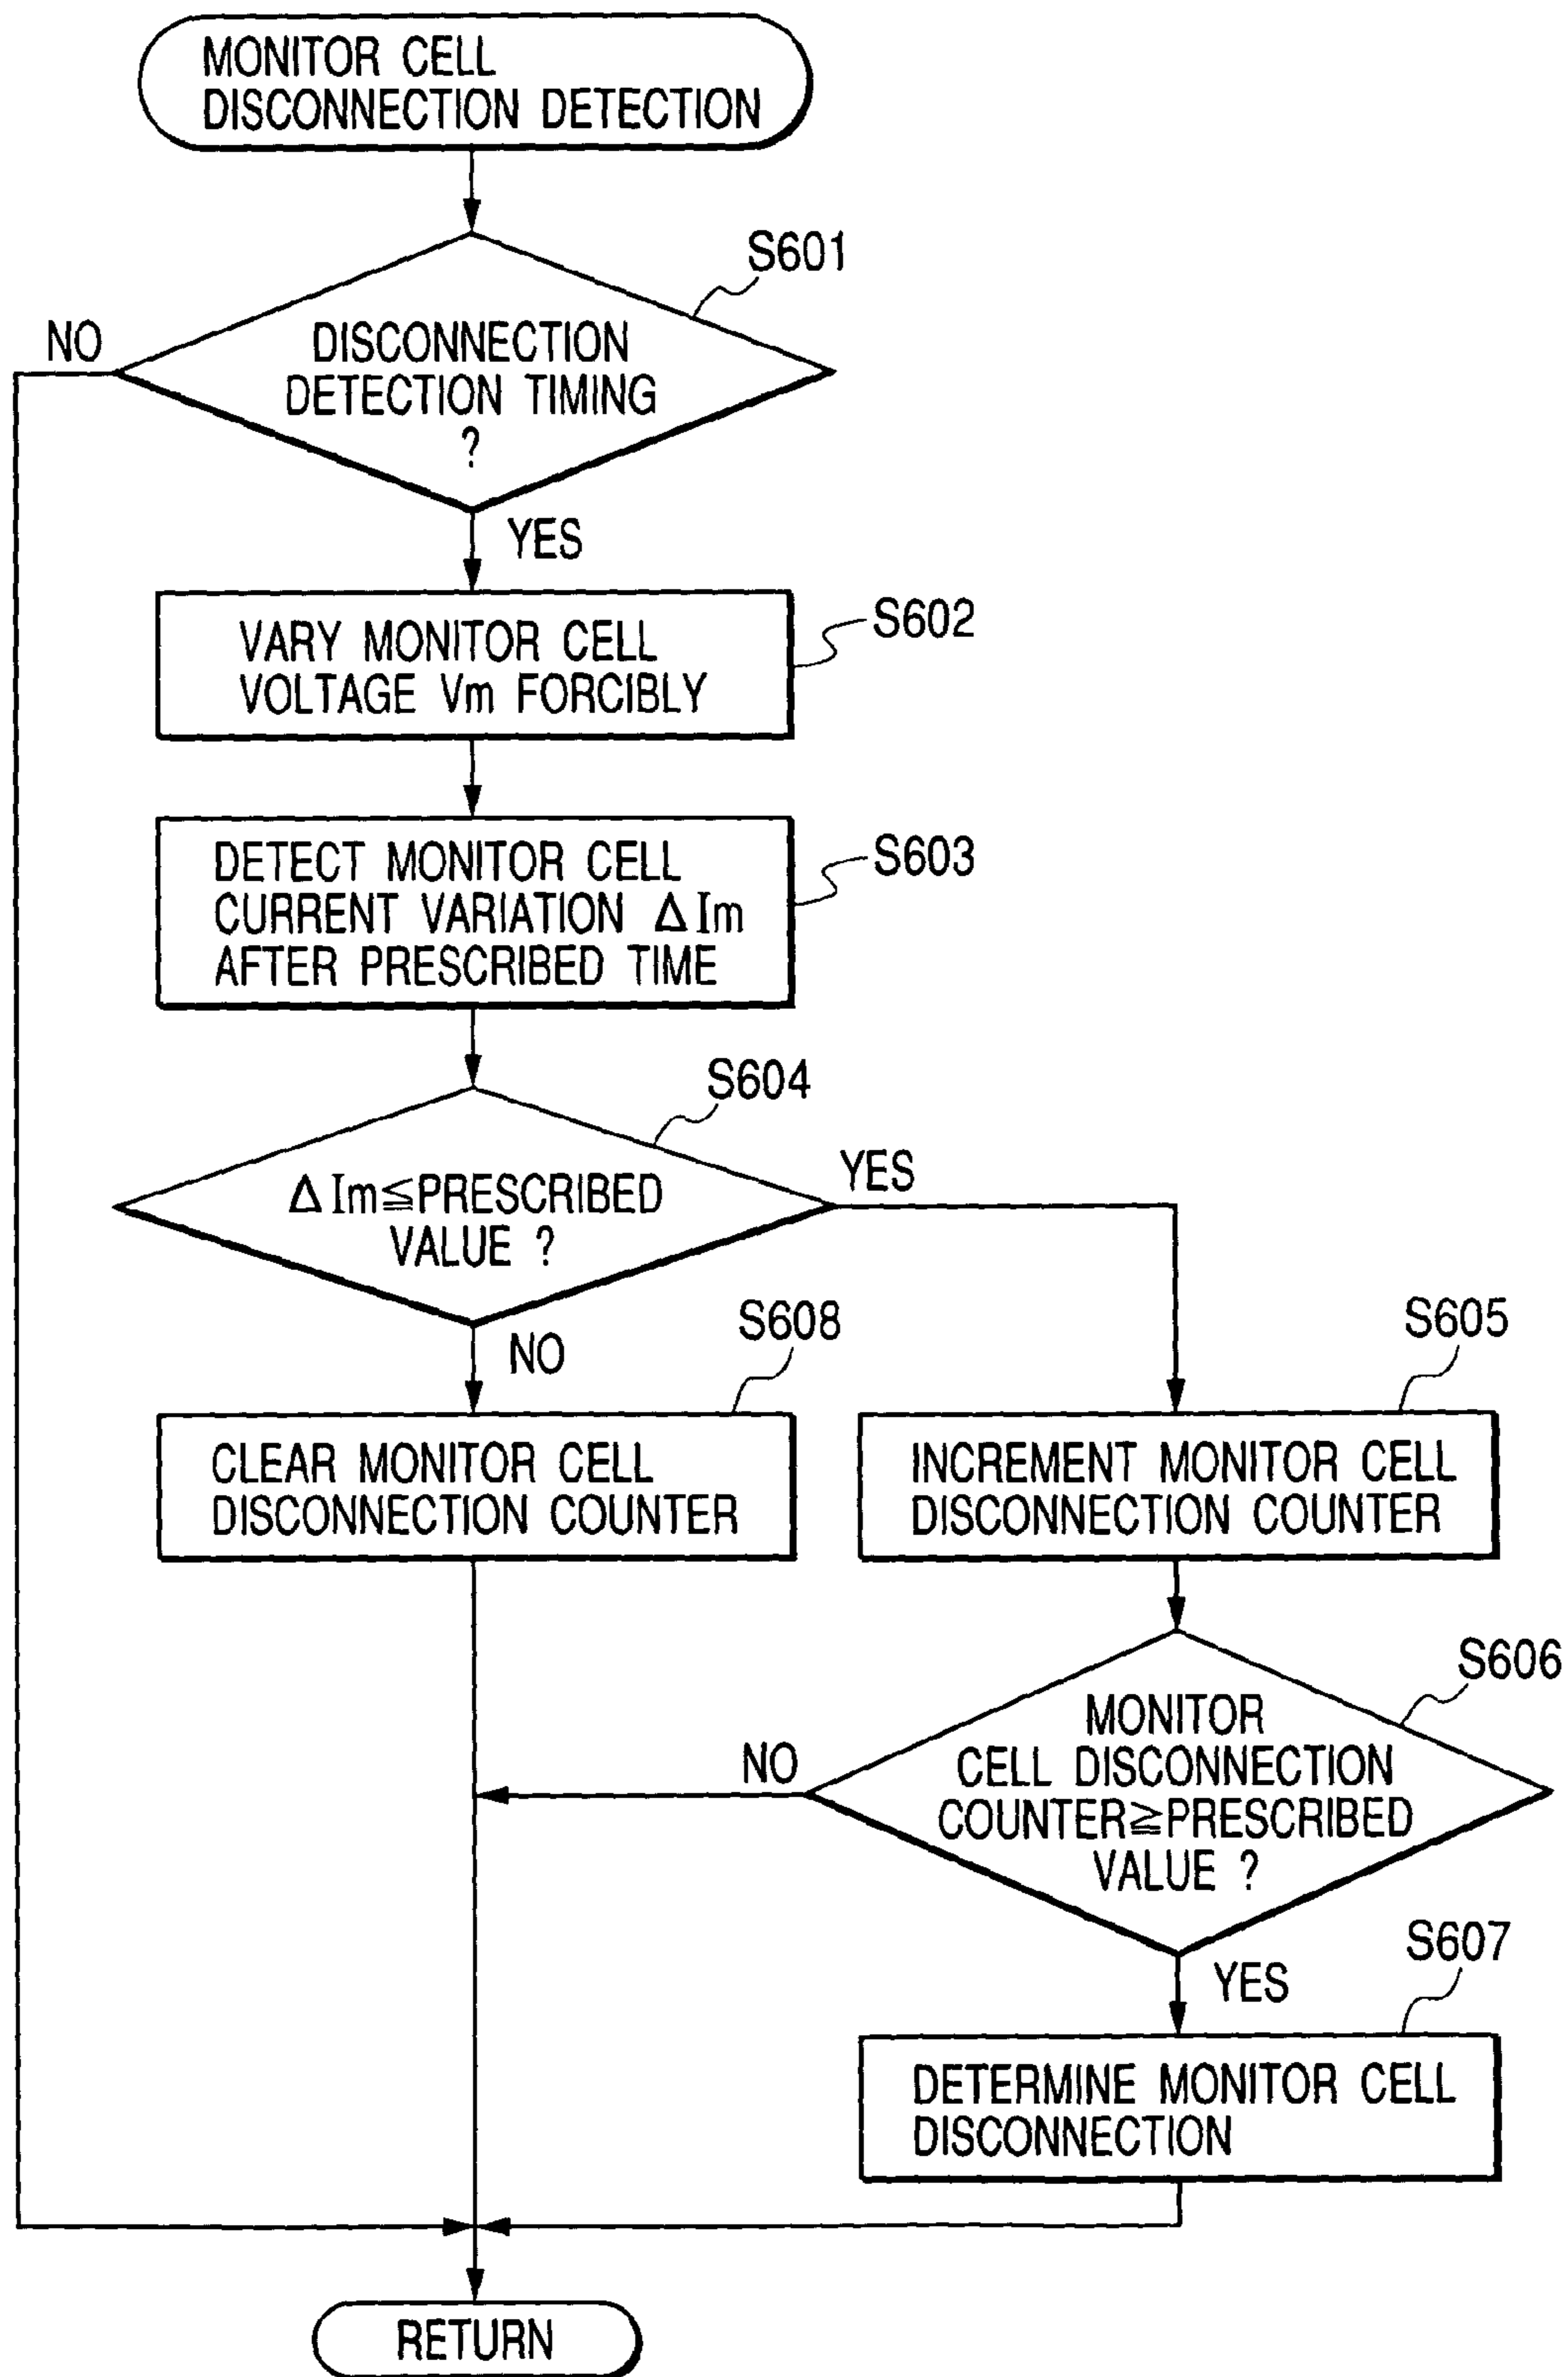 MONITOR CELL
DISCONNECTION DETECTION
S601
NO
DISCONNECTION
DETECTION TIMING
?
YES
S602
VARY MONITOR CELL
VOLTAGE Vm FORCIBLY
S603
DETECT MONITOR CELL
CURRENT VARIATION ΔIm
AFTER PRESCRIBED TIME
S604
ΔIm≦PRESCRIBED
VALUE ?
YES
NO
S608
CLEAR MONITOR CELL
DISCONNECTION COUNTER
S605
INCREMENT MONITOR CELL
DISCONNECTION COUNTER
S606
MONITOR
CELL DISCONNECTION
COUNTER≧PRESCRIBED
VALUE ?
NO
YES
S607
DETERMINE MONITOR CELL
DISCONNECTION
RETURN